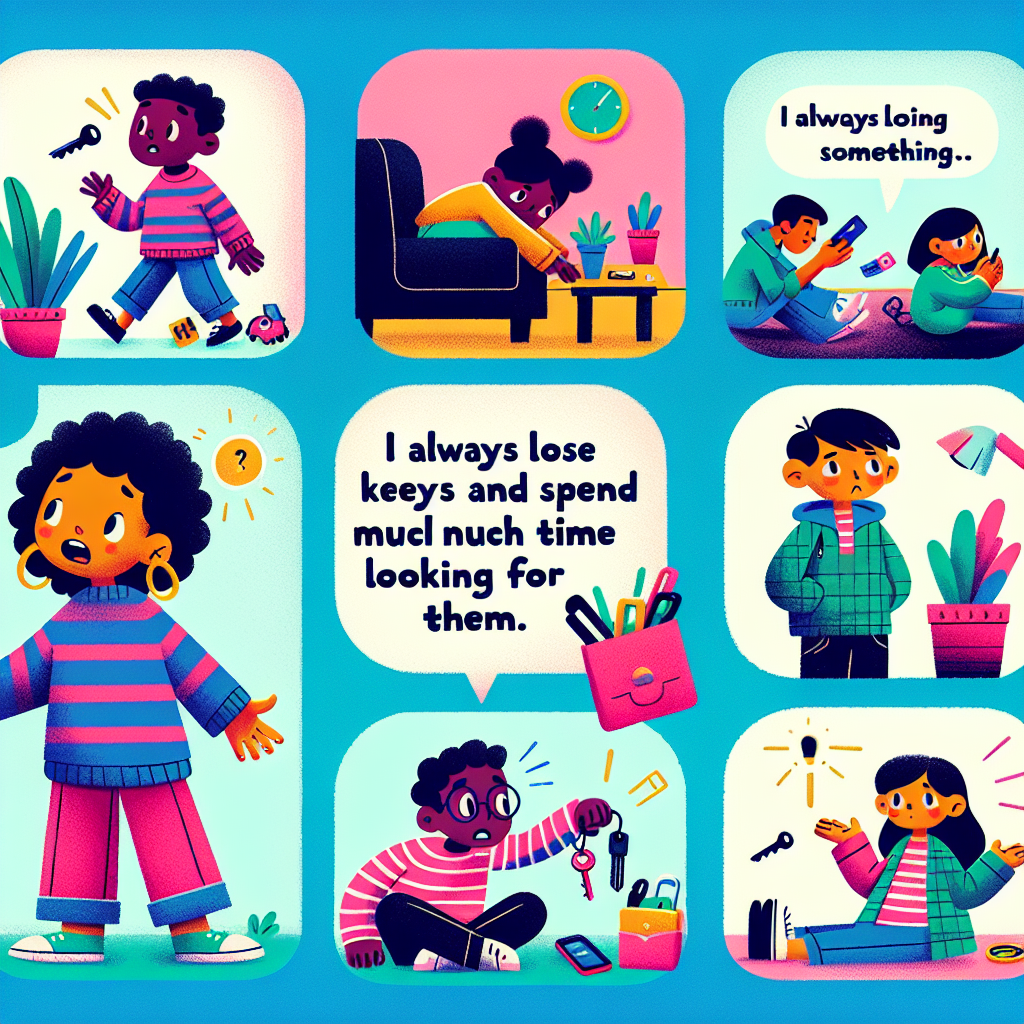 I always loing
something..
?
I always lose
keeys and spend
mucl nuch time
looking for
them.